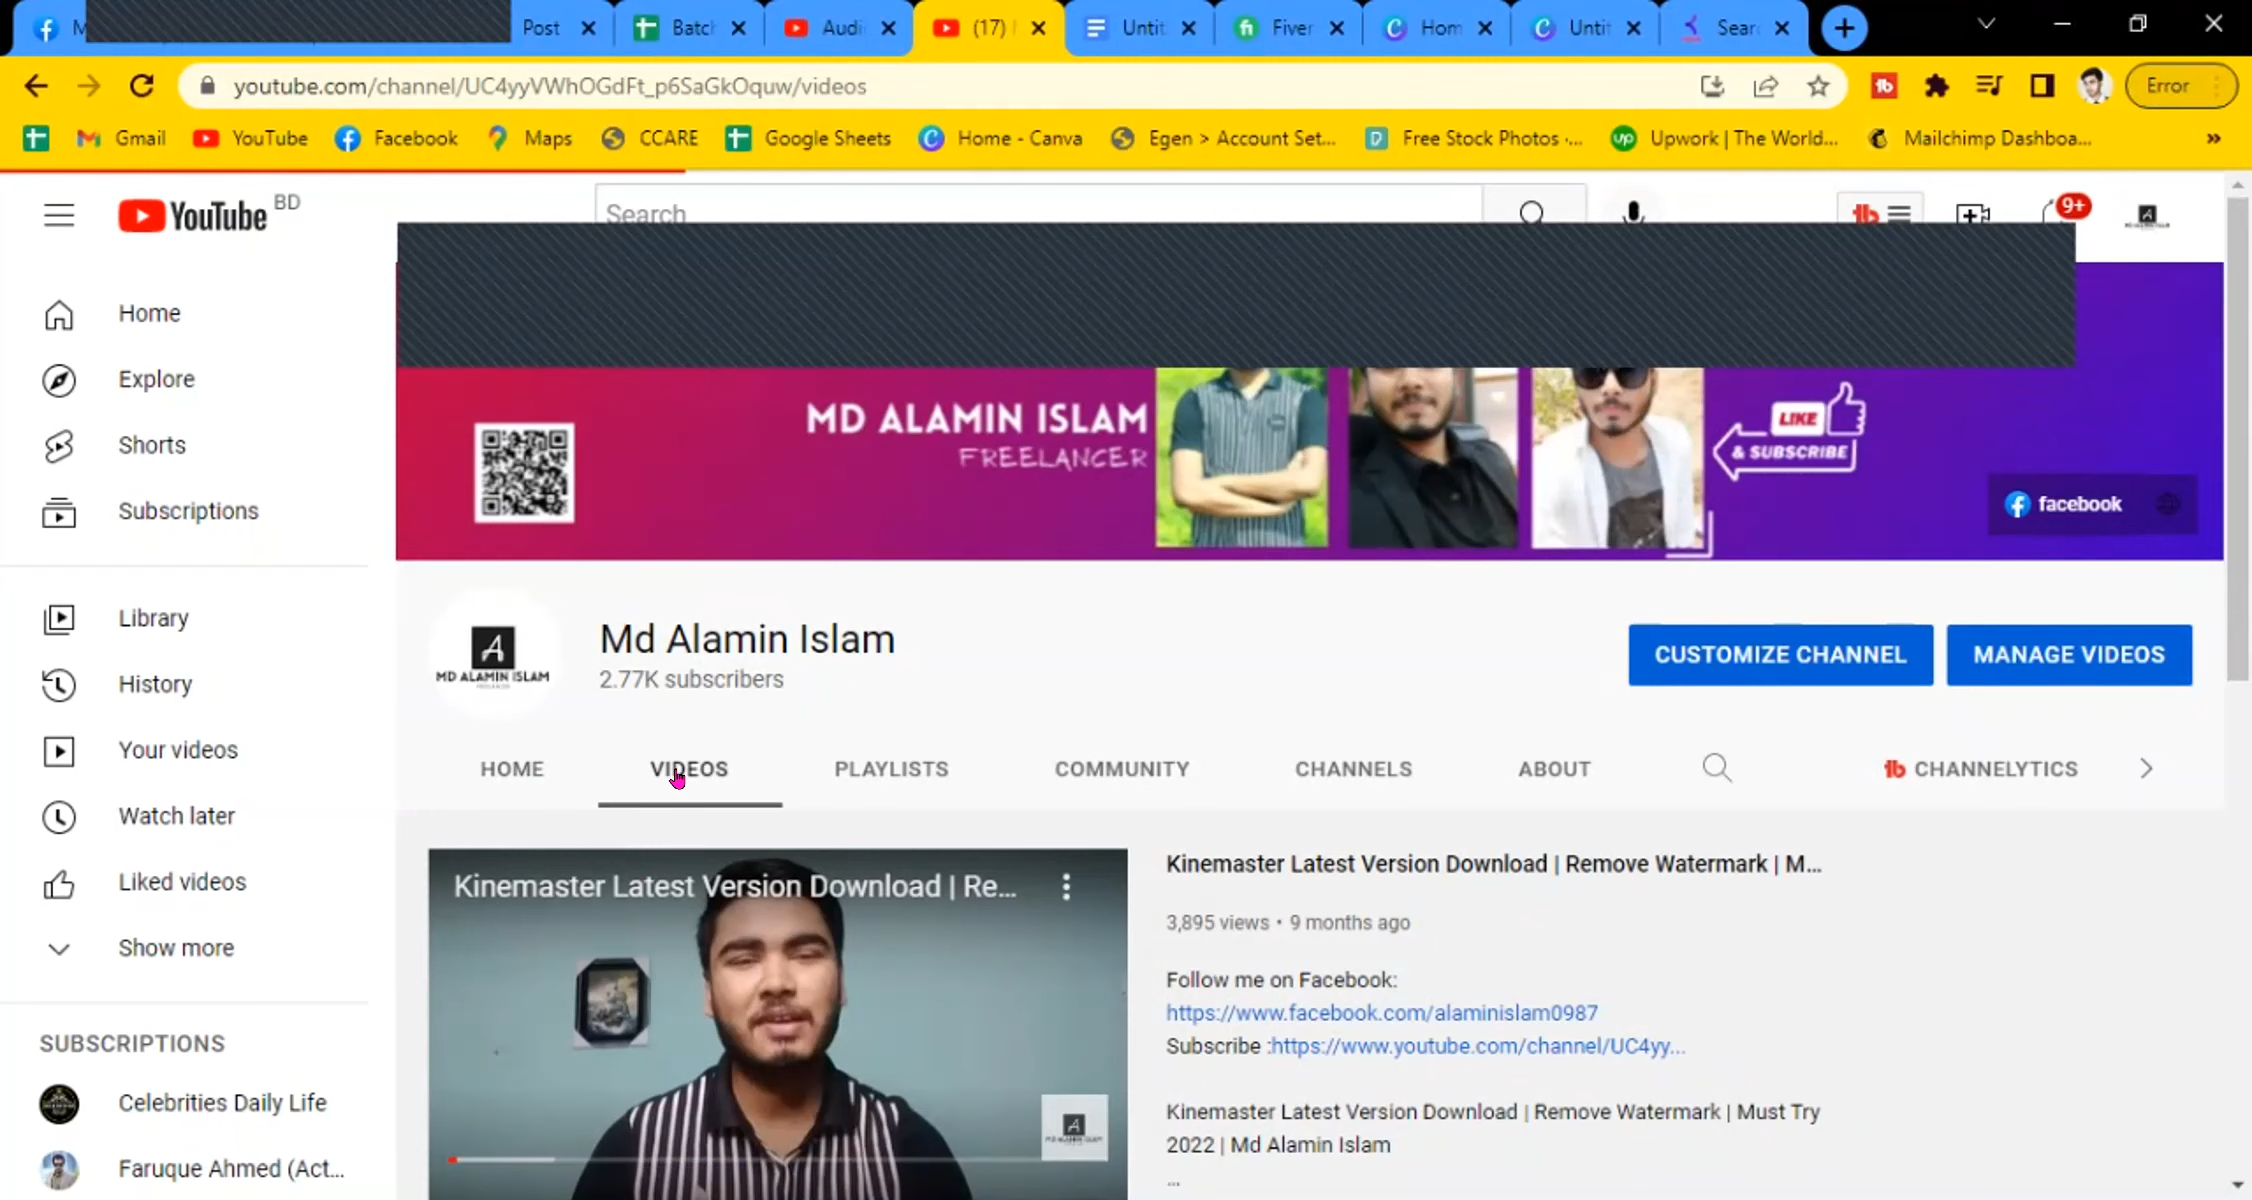 M
Post
Batch
Audi
(17)
Untit
Fiver
Hom
Untit
Sear
youtube.com/channel/UC4yyVWhOGdFt_p6SaGkOquw/videos
Error
Gmail
YouTube
Facebook
Maps
CCARE
Google Sheets
Home - Canva
Egen > Account Set...
Free Stock Photos ·...
Upwork | The World...
Mailchimp Dashboa...
»
YouTube BD
Search
9+
Home
Explore
Shorts
Subscriptions
Library
History
Your videos
Watch later
Liked videos
Show more
SUBSCRIPTIONS
Celebrities Daily Life
Faruque Ahmed (Act...
MD ALAMIN ISLAM
FREELANCER
LIKE
& SUBSCRIBE
facebook
MD ALAMIN ISLAM
Md Alamin Islam
2.77K subscribers
CUSTOMIZE CHANNEL
MANAGE VIDEOS
HOME
VIDEOS
PLAYLISTS
COMMUNITY
CHANNELS
ABOUT
CHANNELYTICS
Kinemaster Latest Version Download | Re...
Kinemaster Latest Version Download | Remove Watermark | M...
3,895 views • 9 months ago
Follow me on Facebook:
https://www.facebook.com/alaminislam0987
Subscribe :https://www.youtube.com/channel/UC4yy...
Kinemaster Latest Version Download | Remove Watermark | Must Try
2022 | Md Alamin Islam
...